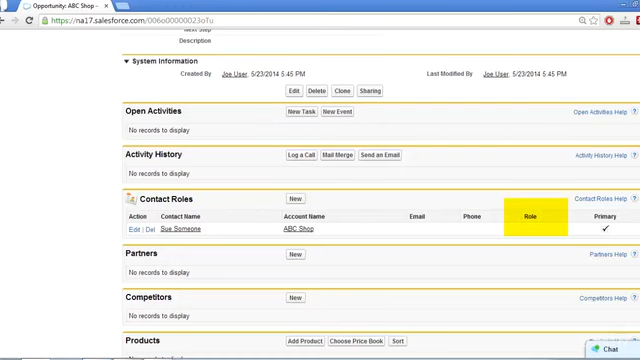 Opportunity: ABC Shop ~
https://na17.salesforce.com/006o0000023oTu
Next Step
Description
System Information
Created By Joe User, 5/23/2014 5:45 PM Last Modified By Joe User, 5/23/2014 5:45 PM
Edit Delete Clone Sharing
Open Activities New Task New Event Open Activities Help ?
No records to display
Activity History Log a Call Mail Merge Send an Email Activity History Help ?
No records to display
Contact Roles New Contact Roles Help ?
Action Contact Name Account Name Email Phone Role Primary
Edit | Del Sue Someone ABC Shop ✓
Partners New Partners Help ?
No records to display
Competitors New Competitors Help ?
No records to display
Products Add Product Choose Price Book Sort
Chat